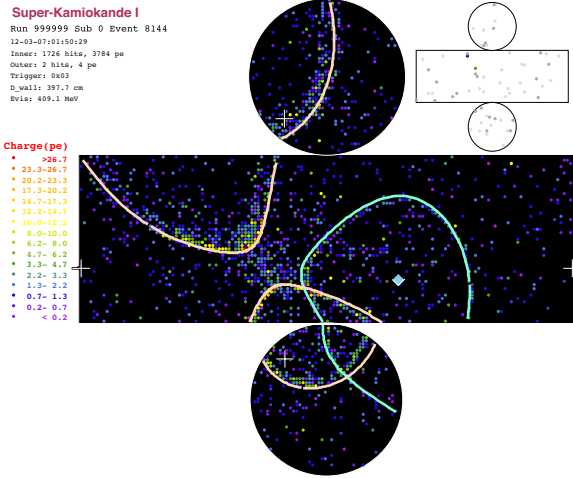 Super-Kamiokande I
Run 999999 Sub 0 Event 8144
12-03-07:01:50:29
Inner: 1726 hits, 3784 pe
Outer: 2 hits, 4 pe
Trigger: 0x03
D_wall: 397.7 cm
Evis: 409.1 MeV
Charge(pe)
>26.7
23.3-26.7
20.2-23.3
17.3-20.2
14.7-17.3
12.2-14.7
10.0-12.2
8.0-10.0
6.2- 8.0
4.7- 6.2
3.3- 4.7
2.2- 3.3
1.3- 2.2
0.7- 1.3
0.2- 0.7
< 0.2